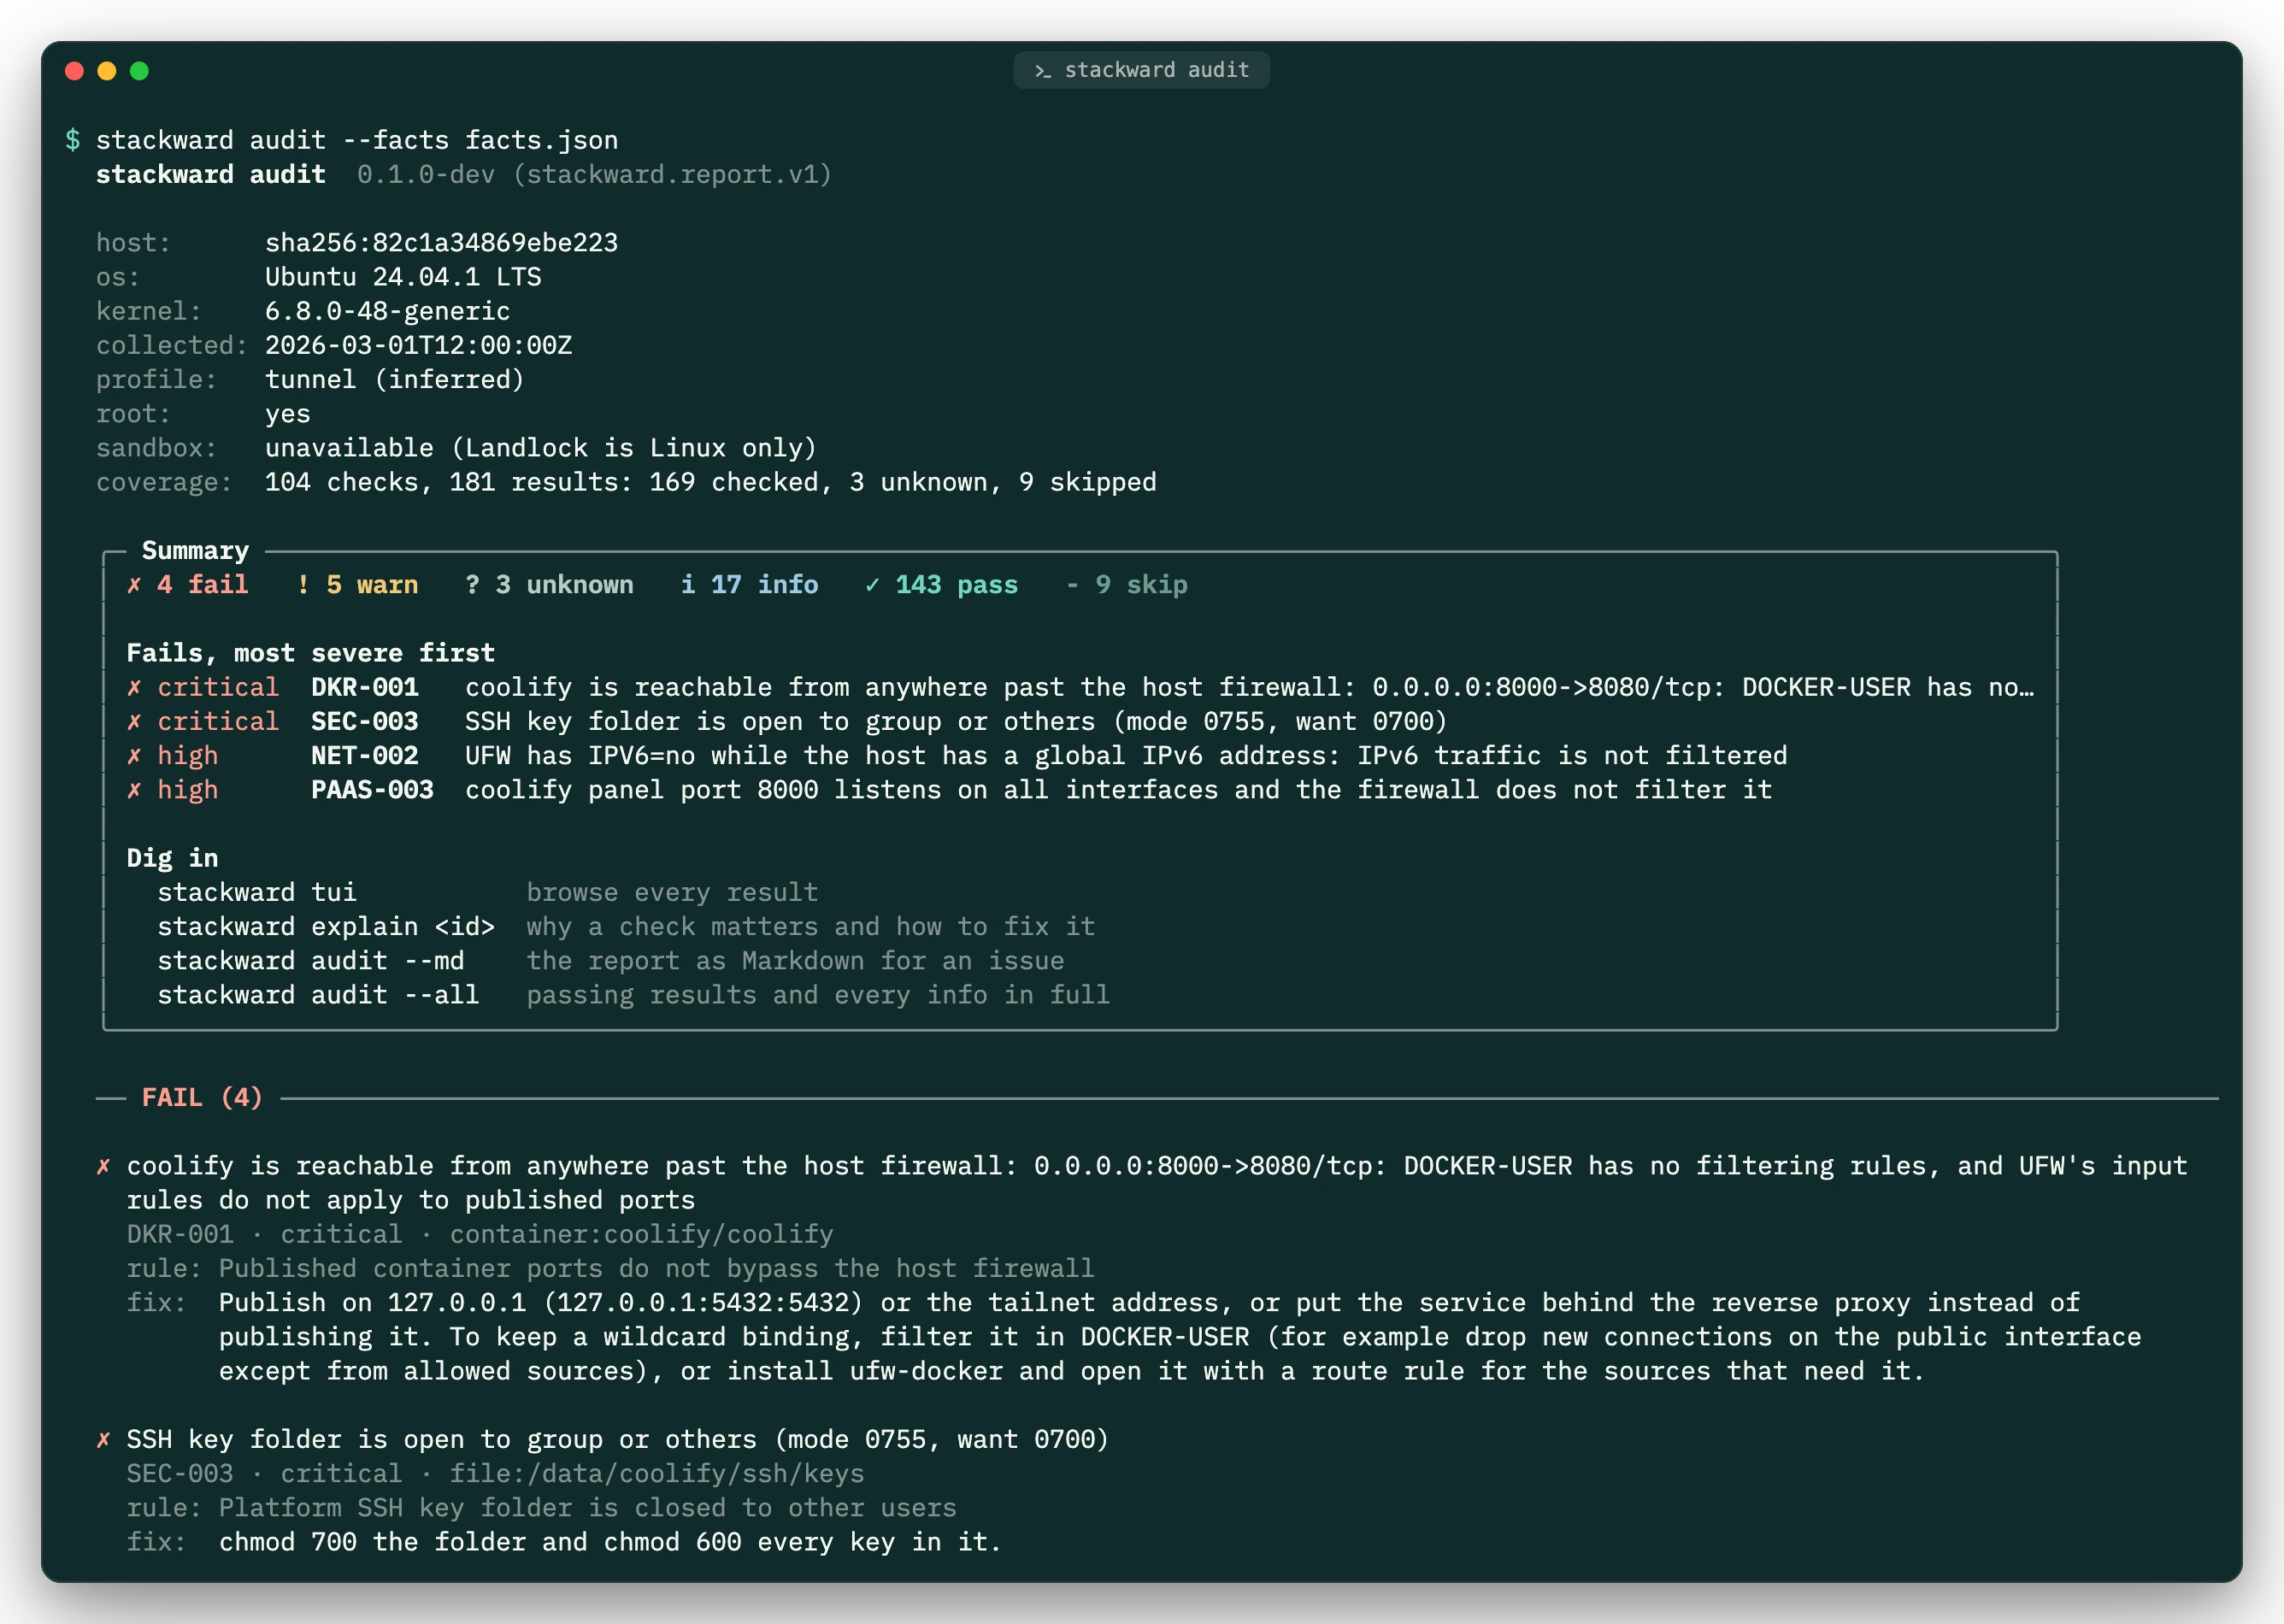 >_ stackward audit
$ stackward audit --facts facts.json
stackward audit 0.1.0-dev (stackward.report.v1)
host: sha256:82c1a34869ebe223
os: Ubuntu 24.04.1 LTS
kernel: 6.8.0-48-generic
collected: 2026-03-01T12:00:00Z
profile: tunnel (inferred)
root: yes
sandbox: unavailable (Landlock is Linux only)
coverage: 104 checks, 181 results: 169 checked, 3 unknown, 9 skipped
Summary
✗ 4 fail ! 5 warn ? 3 unknown i 17 info ✓ 143 pass - 9 skip
Fails, most severe first
✗ critical DKR-001 coolify is reachable from anywhere past the host firewall: 0.0.0.0:8000->8080/tcp: DOCKER-USER has no…
✗ critical SEC-003 SSH key folder is open to group or others (mode 0755, want 0700)
✗ high NET-002 UFW has IPV6=no while the host has a global IPv6 address: IPv6 traffic is not filtered
✗ high PAAS-003 coolify panel port 8000 listens on all interfaces and the firewall does not filter it
Dig in
stackward tui browse every result
stackward explain <id> why a check matters and how to fix it
stackward audit --md the report as Markdown for an issue
stackward audit --all passing results and every info in full
FAIL (4)
✗ coolify is reachable from anywhere past the host firewall: 0.0.0.0:8000->8080/tcp: DOCKER-USER has no filtering rules, and UFW's input
rules do not apply to published ports
DKR-001 · critical · container:coolify/coolify
rule: Published container ports do not bypass the host firewall
fix: Publish on 127.0.0.1 (127.0.0.1:5432:5432) or the tailnet address, or put the service behind the reverse proxy instead of
publishing it. To keep a wildcard binding, filter it in DOCKER-USER (for example drop new connections on the public interface
except from allowed sources), or install ufw-docker and open it with a route rule for the sources that need it.
✗ SSH key folder is open to group or others (mode 0755, want 0700)
SEC-003 · critical · file:/data/coolify/ssh/keys
rule: Platform SSH key folder is closed to other users
fix: chmod 700 the folder and chmod 600 every key in it.